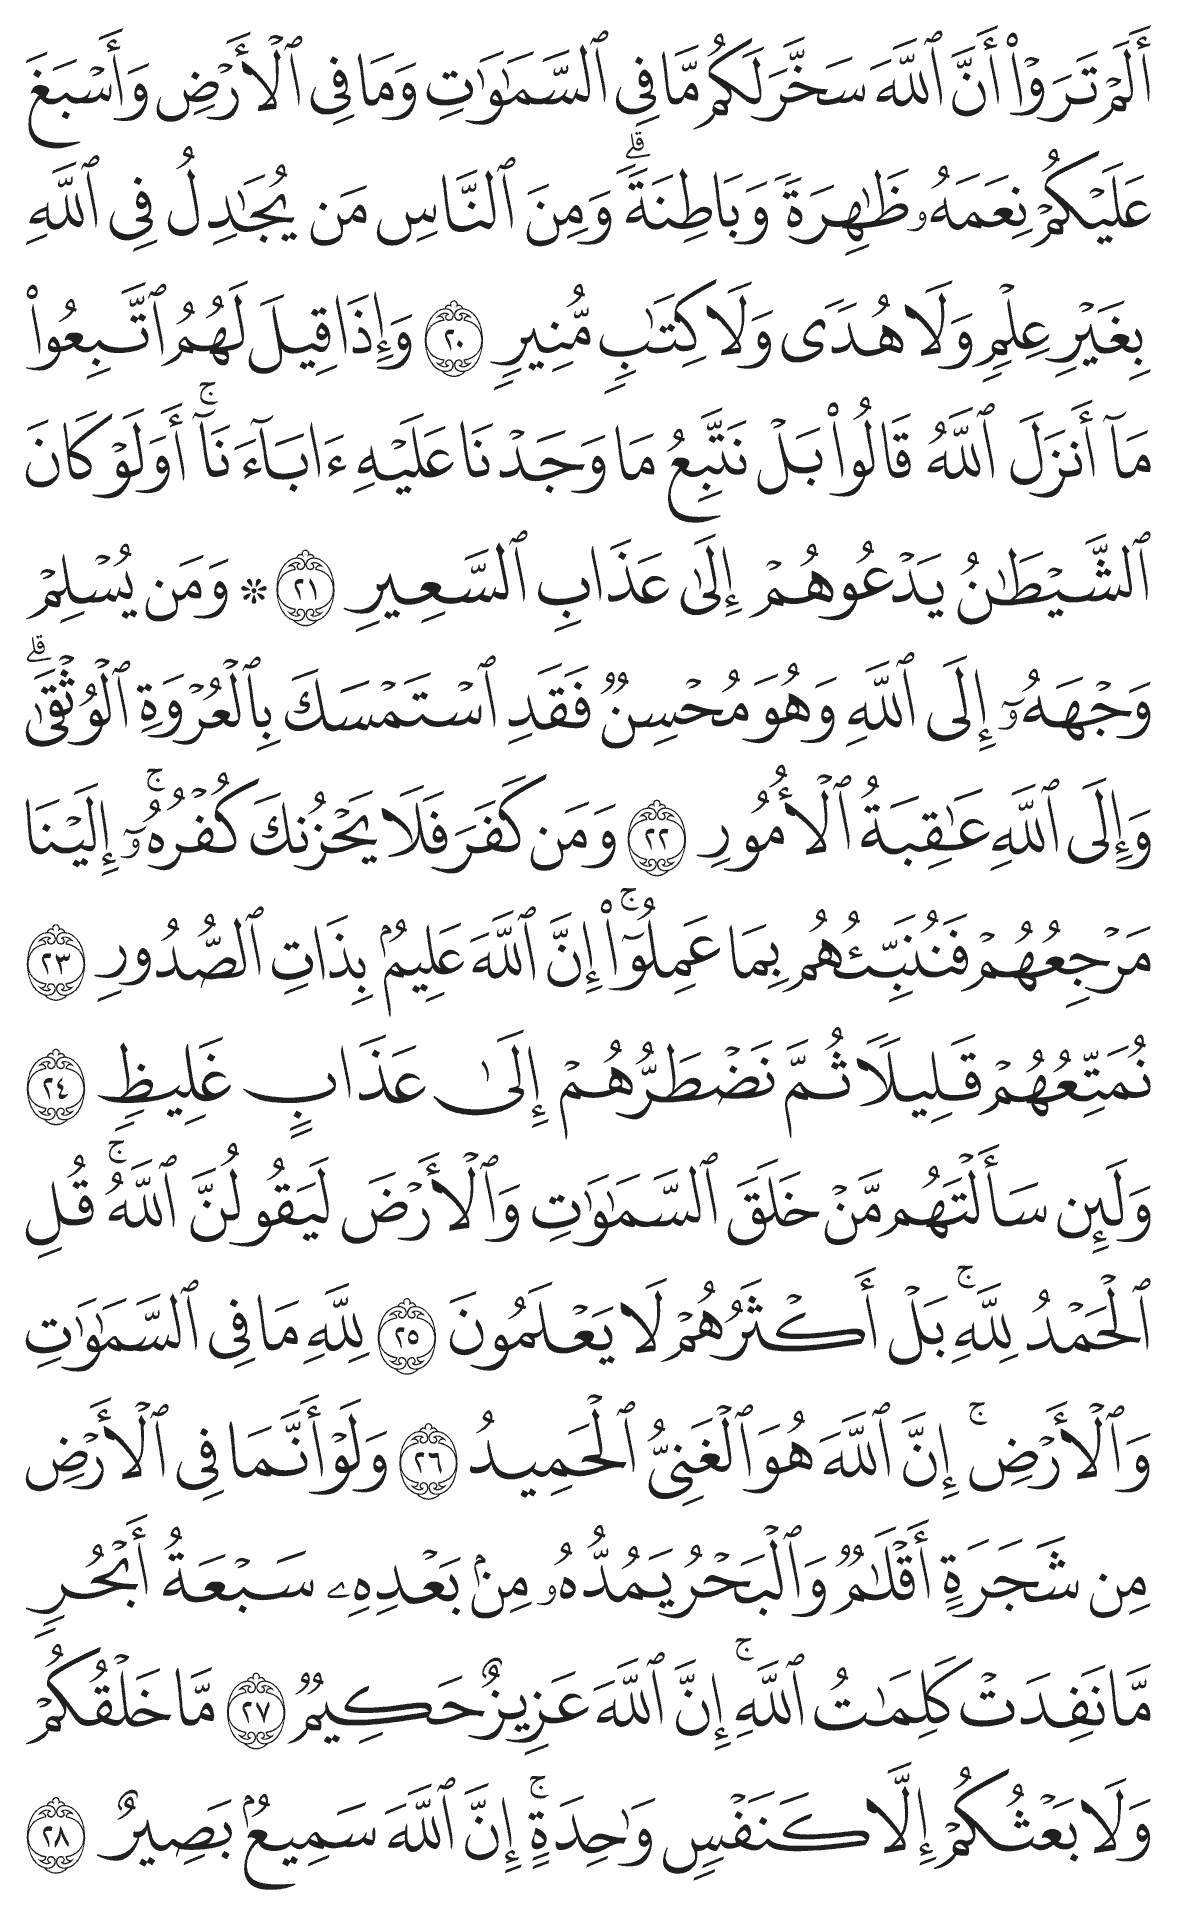 أَلَمْ تَرَوْا۟ أَنَّ ٱللَّهَ سَخَّرَ لَكُم مَّا فِى ٱلسَّمَٰوَٰتِ وَمَا فِى ٱلْأَرْضِ وَأَسْبَغَ
عَلَيْكُمْ نِعَمَهُۥ ظَٰهِرَةً وَبَاطِنَةً ۗ وَمِنَ ٱلنَّاسِ مَن يُجَٰدِلُ فِى ٱللَّهِ
بِغَيْرِ عِلْمٍ وَلَا هُدًى وَلَا كِتَٰبٍ مُّنِيرٍ ٢٠ وَإِذَا قِيلَ لَهُمُ ٱتَّبِعُوا۟
مَآ أَنزَلَ ٱللَّهُ قَالُوا۟ بَلْ نَتَّبِعُ مَا وَجَدْنَا عَلَيْهِ ءَابَآءَنَآ ۚ أَوَلَوْ كَانَ
ٱلشَّيْطَٰنُ يَدْعُوهُمْ إِلَىٰ عَذَابِ ٱلسَّعِيرِ ٢١ ۞ وَمَن يُسْلِمْ
وَجْهَهُۥٓ إِلَى ٱللَّهِ وَهُوَ مُحْسِنٌ فَقَدِ ٱسْتَمْسَكَ بِٱلْعُرْوَةِ ٱلْوُثْقَىٰ ۗ
وَإِلَى ٱللَّهِ عَٰقِبَةُ ٱلْأُمُورِ ٢٢ وَمَن كَفَرَ فَلَا يَحْزُنكَ كُفْرُهُۥٓ ۚ إِلَيْنَا
مَرْجِعُهُمْ فَنُنَبِّئُهُم بِمَا عَمِلُوٓا۟ ۚ إِنَّ ٱللَّهَ عَلِيمٌۢ بِذَاتِ ٱلصُّدُورِ ٢٣
نُمَتِّعُهُمْ قَلِيلًا ثُمَّ نَضْطَرُّهُمْ إِلَىٰ عَذَابٍ غَلِيظٍ ٢٤
وَلَئِن سَأَلْتَهُم مَّنْ خَلَقَ ٱلسَّمَٰوَٰتِ وَٱلْأَرْضَ لَيَقُولُنَّ ٱللَّهُ ۚ قُلِ
ٱلْحَمْدُ لِلَّهِ ۚ بَلْ أَكْثَرُهُمْ لَا يَعْلَمُونَ ٢٥ لِلَّهِ مَا فِى ٱلسَّمَٰوَٰتِ
وَٱلْأَرْضِ ۚ إِنَّ ٱللَّهَ هُوَ ٱلْغَنِىُّ ٱلْحَمِيدُ ٢٦ وَلَوْ أَنَّمَا فِى ٱلْأَرْضِ
مِن شَجَرَةٍ أَقْلَٰمٌ وَٱلْبَحْرُ يَمُدُّهُۥ مِنۢ بَعْدِهِۦ سَبْعَةُ أَبْحُرٍ
مَّا نَفِدَتْ كَلِمَٰتُ ٱللَّهِ ۚ إِنَّ ٱللَّهَ عَزِيزٌ حَكِيمٌ ٢٧ مَّا خَلْقُكُمْ
وَلَا بَعْثُكُمْ إِلَّا كَنَفْسٍ وَٰحِدَةٍ ۗ إِنَّ ٱللَّهَ سَمِيعٌۢ بَصِيرٌ ٢٨